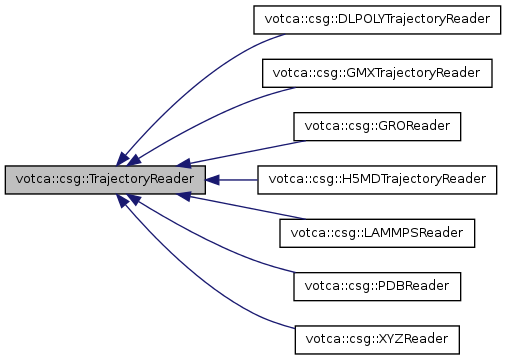 votca::csg::DLPOLYTrajectoryReader
votca::csg::GMXTrajectoryReader
votca::csg::GROReader
votca::csg::TrajectoryReader
votca::csg::H5MDTrajectoryReader
votca::csg::LAMMPSReader
votca::csg::PDBReader
votca::csg::XYZReader